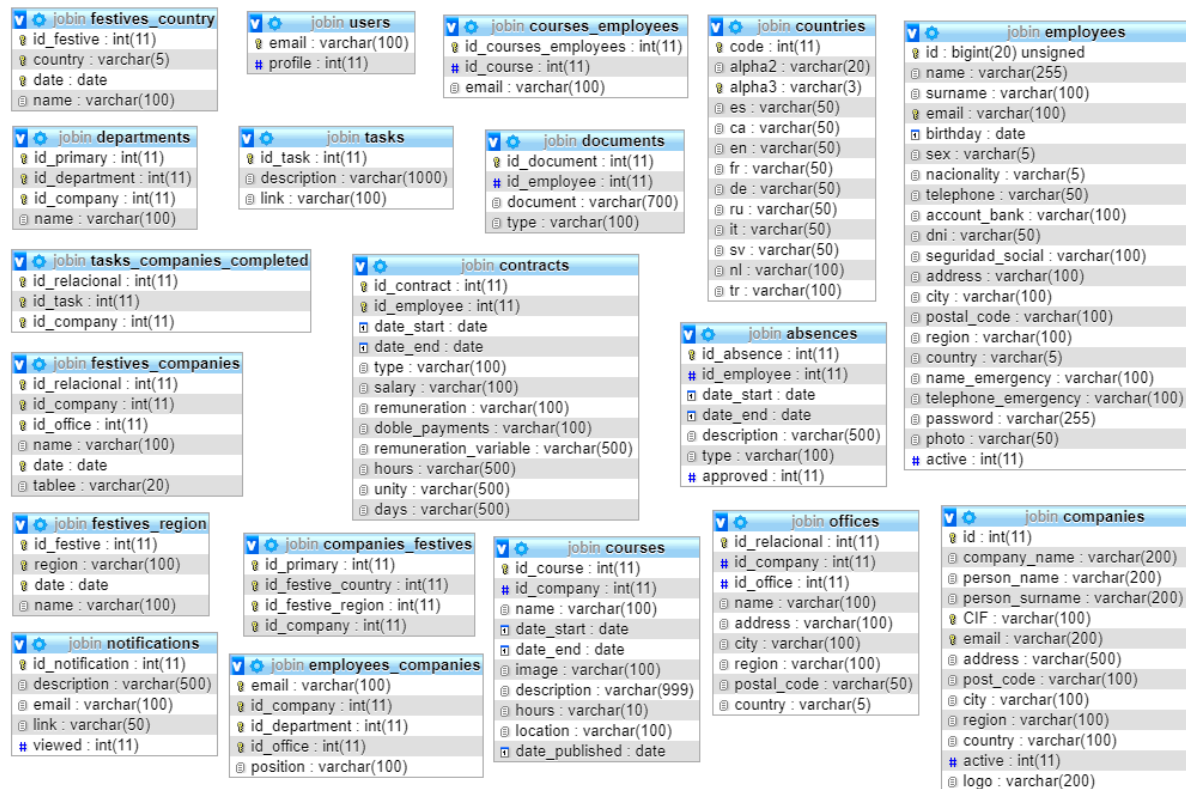 jobin festives_country
id_festive : int(11)
country : varchar(5)
date : date
name : varchar(100)
jobin users
email : varchar(100)
profile : int(11)
jobin courses_employees
id_courses_employees : int(11)
id_course : int(11)
email : varchar(100)
jobin countries
code : int(11)
alpha2 : varchar(20)
alpha3 : varchar(3)
es : varchar(50)
ca : varchar(50)
en : varchar(50)
fr : varchar(50)
de : varchar(50)
ru : varchar(50)
it : varchar(50)
sv : varchar(50)
nl : varchar(100)
tr : varchar(100)
jobin employees
id : bigint(20) unsigned
name : varchar(255)
surname : varchar(100)
email : varchar(100)
birthday : date
sex : varchar(5)
nacionality : varchar(5)
telephone : varchar(50)
account_bank : varchar(100)
dni : varchar(50)
seguridad_social : varchar(100)
address : varchar(100)
city : varchar(100)
postal_code : varchar(100)
region : varchar(100)
country : varchar(5)
name_emergency : varchar(100)
telephone_emergency : varchar(100)
password : varchar(255)
photo : varchar(50)
active : int(11)
jobin departments
id_primary : int(11)
id_department : int(11)
id_company : int(11)
name : varchar(100)
jobin tasks
id_task : int(11)
description : varchar(1000)
link : varchar(100)
jobin documents
id_document : int(11)
id_employee : int(11)
document : varchar(700)
type : varchar(100)
jobin tasks_companies_completed
id_relacional : int(11)
id_task : int(11)
id_company : int(11)
jobin contracts
id_contract : int(11)
id_employee : int(11)
date_start : date
date_end : date
type : varchar(100)
salary : varchar(100)
remuneration : varchar(100)
doble_payments : varchar(100)
remuneration_variable : varchar(500)
hours : varchar(500)
unity : varchar(500)
days : varchar(500)
jobin absences
id_absence : int(11)
id_employee : int(11)
date_start : date
date_end : date
description : varchar(500)
type : varchar(100)
approved : int(11)
jobin festives_companies
id_relacional : int(11)
id_company : int(11)
id_office : int(11)
name : varchar(100)
date : date
tablee : varchar(20)
jobin festives_region
id_festive : int(11)
region : varchar(100)
date : date
name : varchar(100)
jobin companies_festives
id_primary : int(11)
id_festive_country : int(11)
id_festive_region : int(11)
id_company : int(11)
jobin courses
id_course : int(11)
id_company : int(11)
name : varchar(100)
date_start : date
date_end : date
image : varchar(100)
description : varchar(999)
hours : varchar(10)
location : varchar(100)
date_published : date
jobin offices
id_relacional : int(11)
id_company : int(11)
id_office : int(11)
name : varchar(100)
address : varchar(100)
city : varchar(100)
region : varchar(100)
postal_code : varchar(50)
country : varchar(5)
jobin companies
id : int(11)
company_name : varchar(200)
person_name : varchar(200)
person_surname : varchar(200)
CIF : varchar(100)
email : varchar(200)
address : varchar(500)
post_code : varchar(100)
city : varchar(100)
region : varchar(100)
country : varchar(100)
active : int(11)
logo : varchar(200)
jobin notifications
id_notification : int(11)
description : varchar(500)
email : varchar(100)
link : varchar(50)
viewed : int(11)
jobin employees_companies
email : varchar(100)
id_company : int(11)
id_department : int(11)
id_office : int(11)
position : varchar(100)